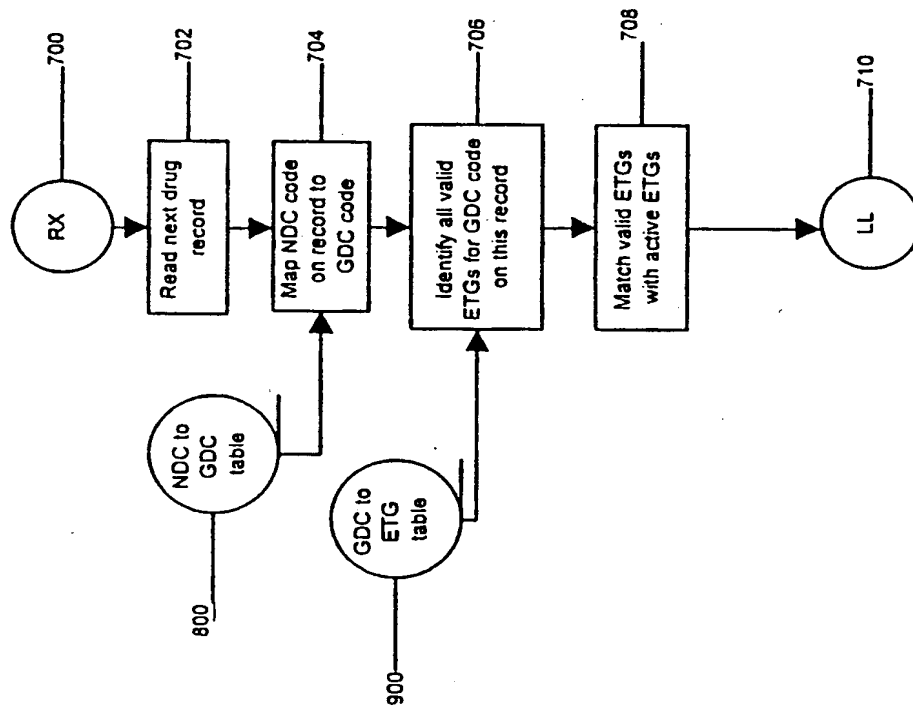 RX
700
Read next drug
record
702
NDC to
GDC
table
800
Map NDC code
on record to
GDC code
704
GDC to
ETG
table
900
Identify all valid
ETGs for GDC code
on this record
706
Match valid ETGs
with active ETGs
708
LL
710